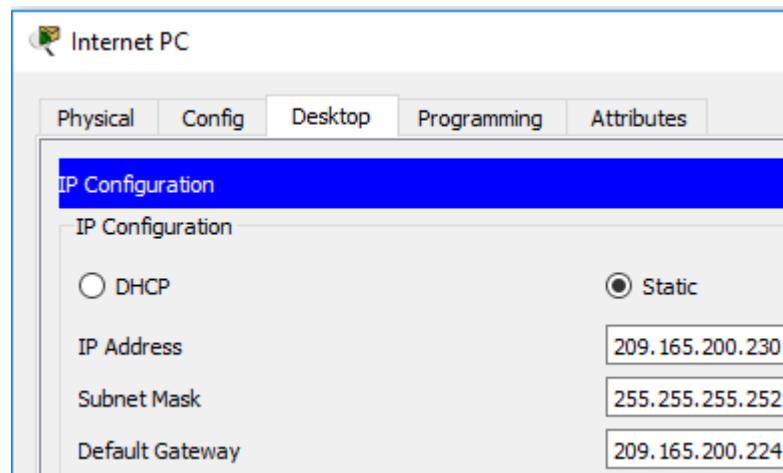 Internet PC
Physical Config Desktop Programming Attributes
IP Configuration
IP Configuration
DHCP Static
IP Address 209.165.200.230
Subnet Mask 255.255.255.252
Default Gateway 209.165.200.224